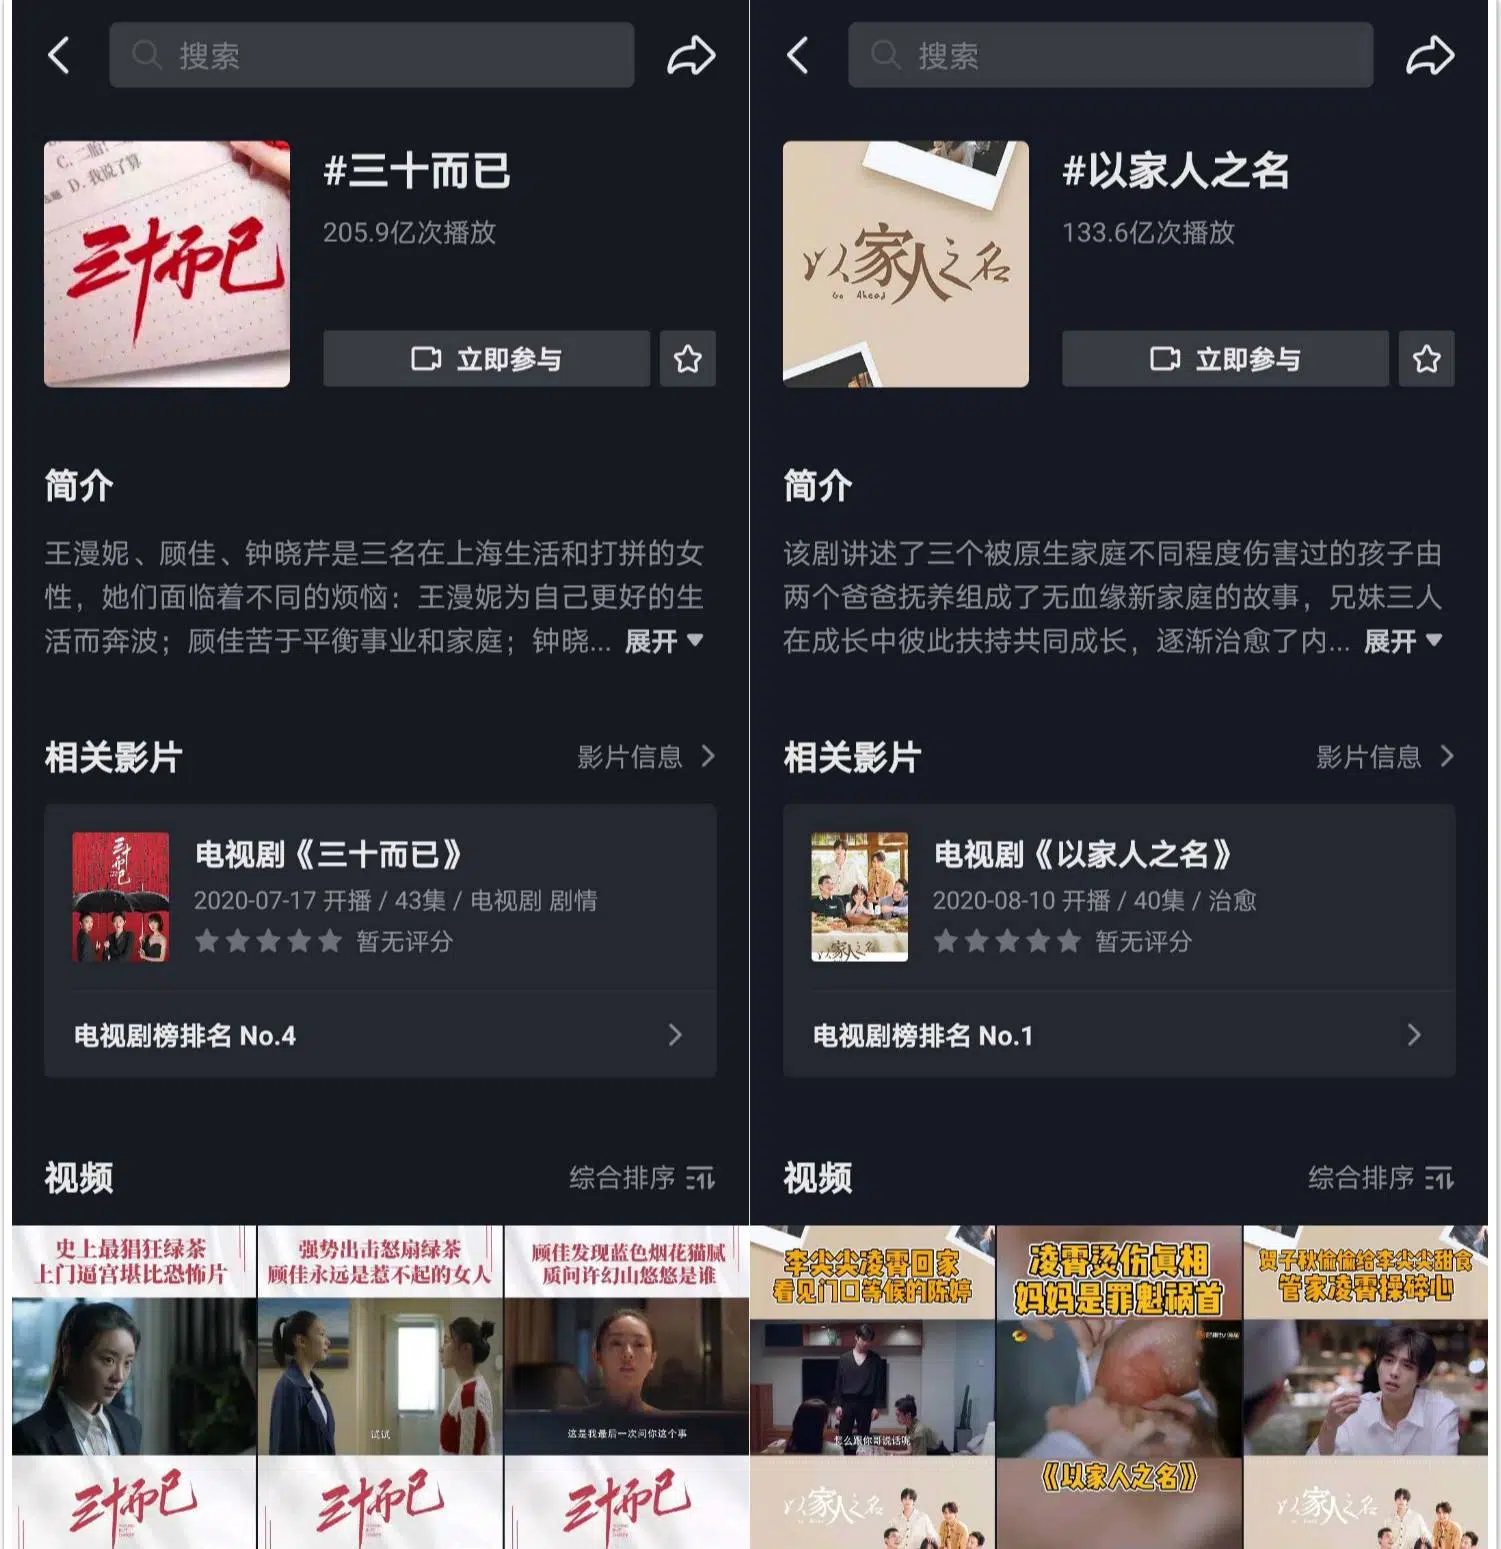 搜索
C. 二胎!
D. 我说了算
三十而已
#三十而已
205.9亿次播放
立即参与
简介
王漫妮、顾佳、钟晓芹是三名在上海生活和打拼的女
性，她们面临着不同的烦恼：王漫妮为自己更好的生
活而奔波；顾佳苦于平衡事业和家庭；钟晓... 展开
相关影片
影片信息
三十而已
电视剧《三十而已》
2020-07-17 开播 / 43集 / 电视剧 剧情
暂无评分
电视剧榜排名 No.4
视频
综合排序
史上最猖狂绿茶
上门逼宫堪比恐怖片
三十而已
强势出击怒扇绿茶
顾佳永远是惹不起的女人
试试
三十而已
顾佳发现蓝色烟花猫腻
质问许幻山悠悠是谁
这是我最后一次问你这个事
三十而已
搜索
以家人之名
Go Ahead
#以家人之名
133.6亿次播放
立即参与
简介
该剧讲述了三个被原生家庭不同程度伤害过的孩子由
两个爸爸抚养组成了无血缘新家庭的故事，兄妹三人
在成长中彼此扶持共同成长，逐渐治愈了内... 展开
相关影片
影片信息
以家人之名
电视剧《以家人之名》
2020-08-10 开播 / 40集 / 治愈
暂无评分
电视剧榜排名 No.1
视频
综合排序
李尖尖凌霄回家
看见门口等候的陈婷
怎么跟你哥说话呢
以家人之名
凌霄烫伤真相
妈妈是罪魁祸首
《以家人之名》
贺子秋偷偷给李尖尖甜食
管家凌霄操碎心
以家人之名